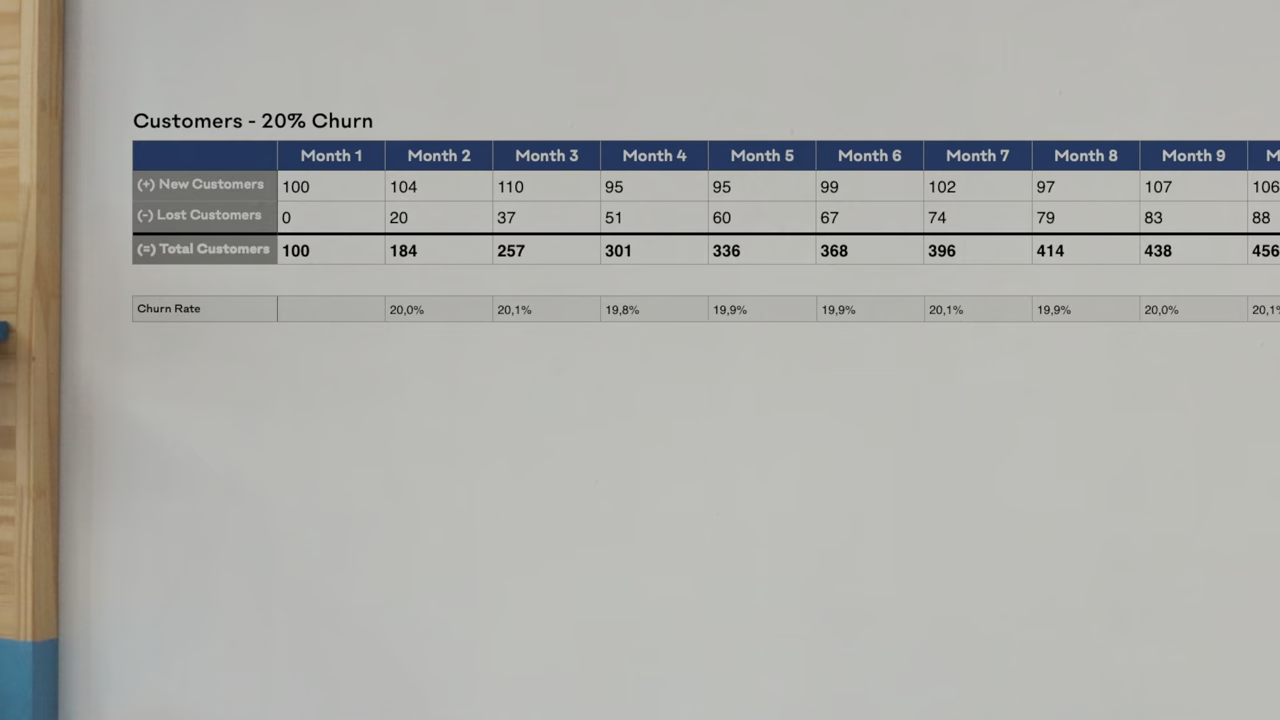 Customers - 20% Churn
Month 1 Month 2 Month 3 Month 4 Month 5 Month 6 Month 7 Month 8 Month 9 M
(+) New Customers 100 104 110 95 95 99 102 97 107 106
(-) Lost Customers 0 20 37 51 60 67 74 79 83 88
(=) Total Customers 100 184 257 301 336 368 396 414 438 456
Churn Rate 20,0% 20,1% 19,8% 19,9% 19,9% 20,1% 19,9% 20,0% 20,1%